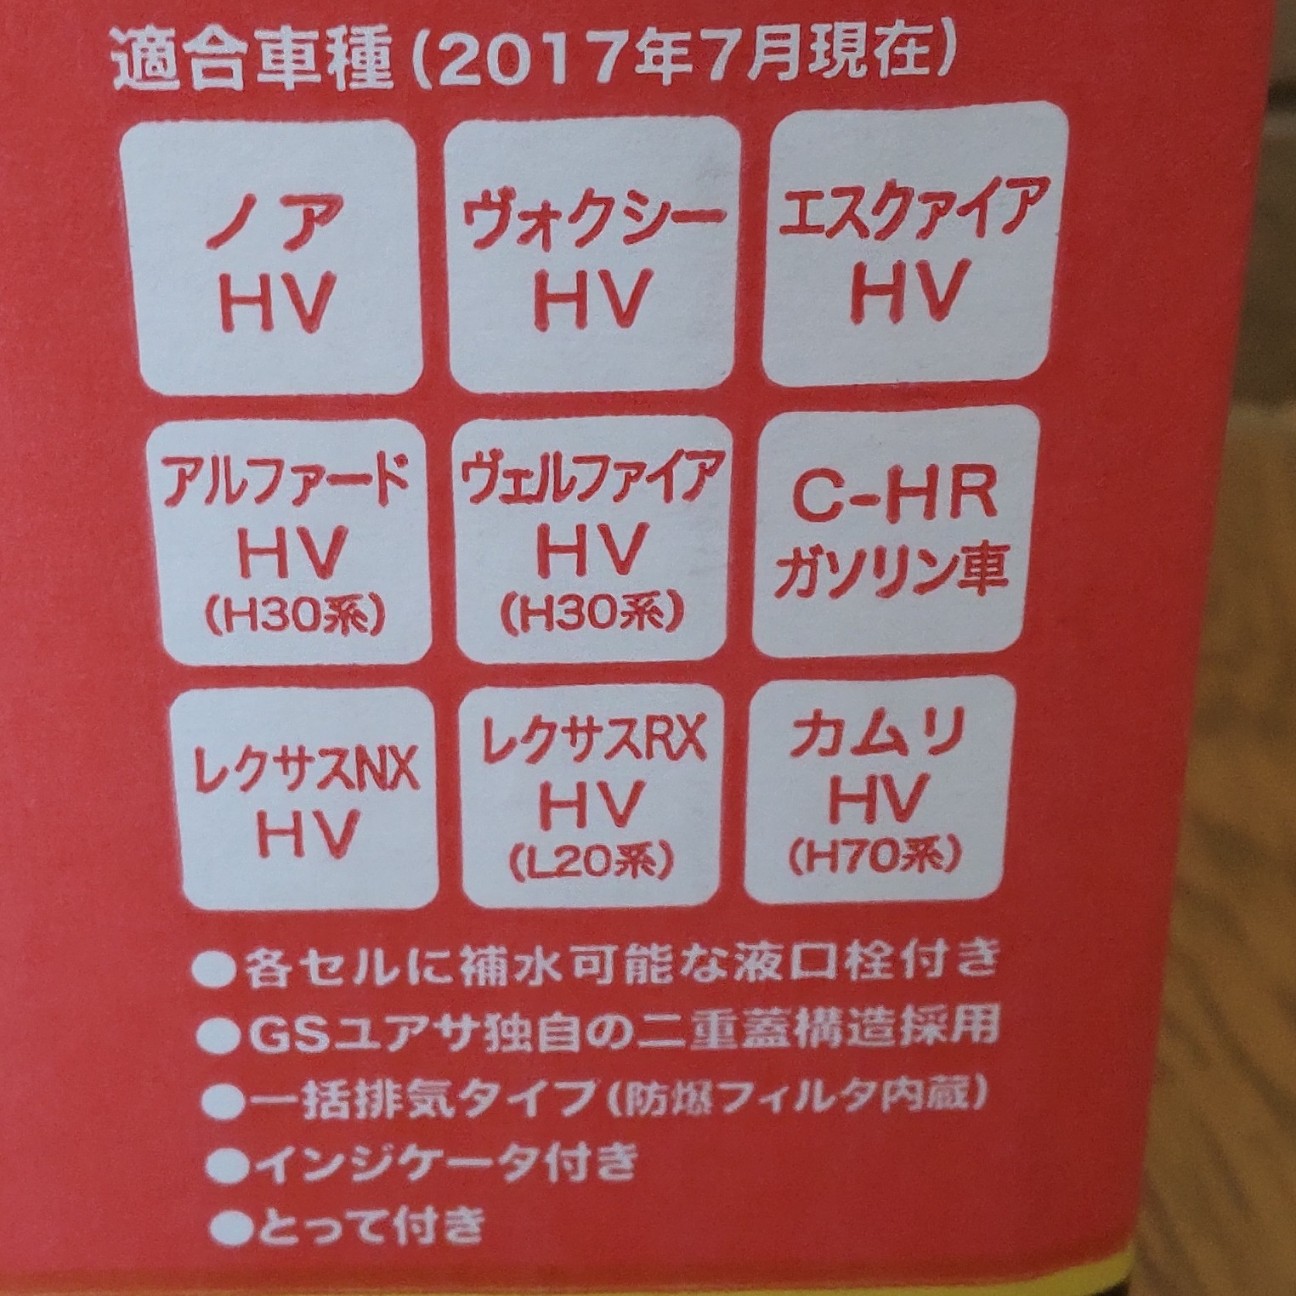 適合車種(2017年7月現在)
ノア
HV
ヴォクシー
HV
エスクァイア
HV
アルファード
HV
(H30系)
ヴェルファイア
HV
(H30系)
C-HR
ガソリン車
レクサスNX
HV
レクサスRX
HV
(L20系)
カムリ
HV
(H70系)
●各セルに補水可能な液口栓付き
●GSユアサ独自の二重蓋構造採用
●一括排気タイプ(防爆フィルタ内蔵)
●インジケータ付き
●とって付き